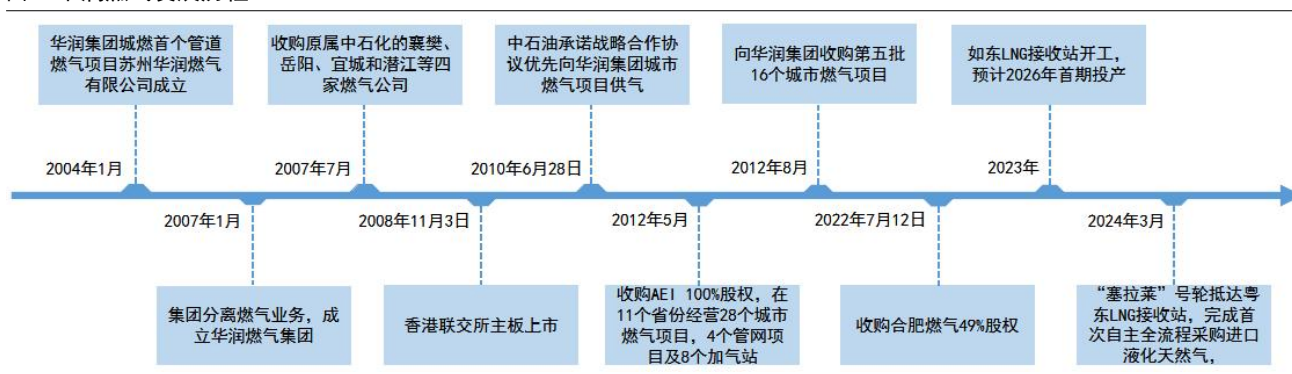 华润集团城燃首个管道
燃气项目苏州华润燃气
有限公司成立
收购原属中石化的襄樊、
岳阳、宜城和潜江等四
家燃气公司
中石油承诺战略合作协
议优先向华润集团城市
燃气项目供气
向华润集团收购第五批
16个城市燃气项目
如东LNG接收站开工,
预计2026年首期投产
2004年1月
2007年7月
2010年6月28日
2012年8月
2023年
2007年1月
2008年11月3日
2012年5月
2022年7月12日
2024年3月
集团分离燃气业务，成
立华润燃气集团
香港联交所主板上市
收购AEI 100%股权，在
11个省份经营28个城市
燃气项目，4个管网项
目及8个加气站
收购合肥燃气49%股权
“塞拉莱”号轮抵达粤
东LNG接收站，完成首
次自主全流程采购进口
液化天然气，